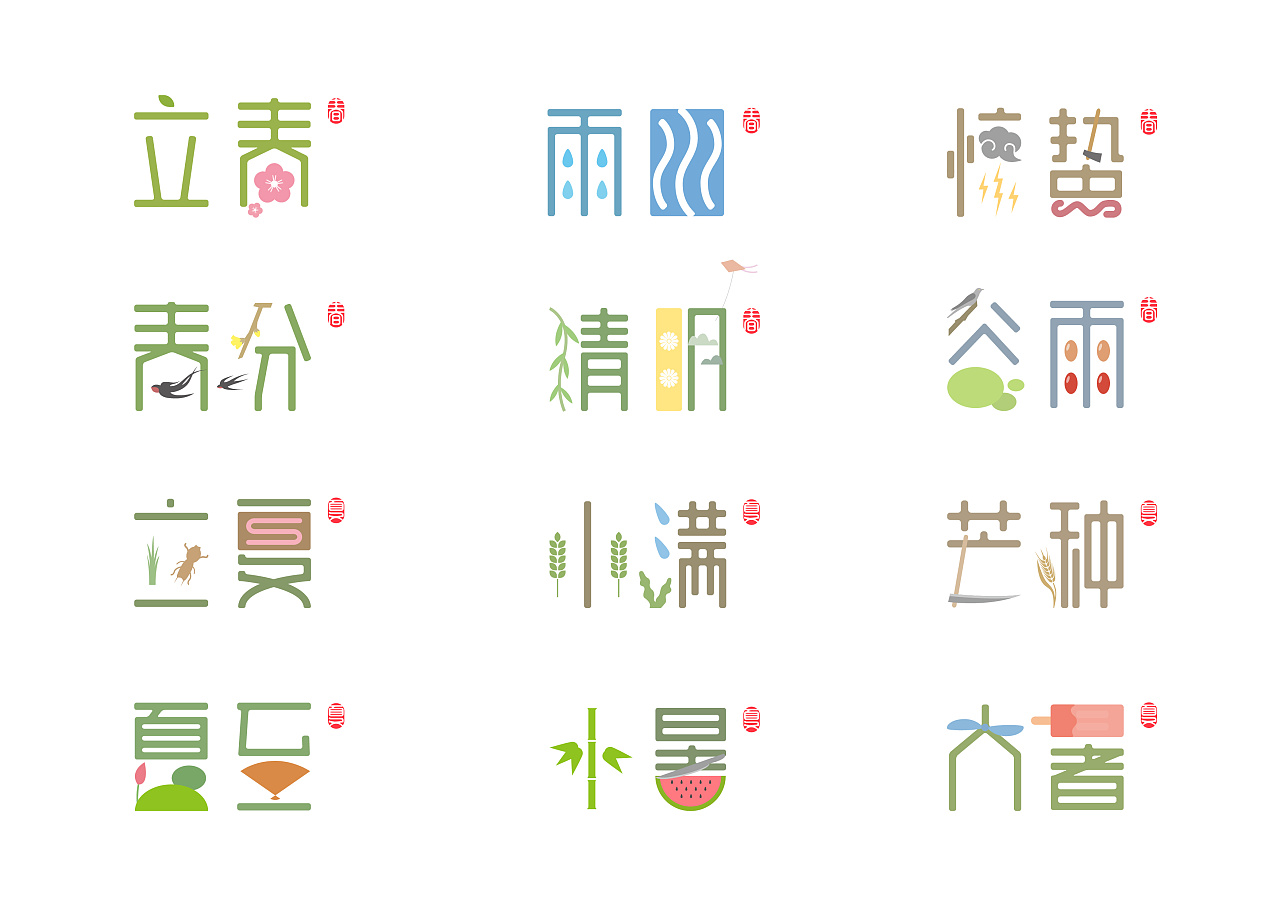 立春 春 雨水 春 惊蛰 春
春分 春 清明 春 谷雨 春
立夏 夏 小满 夏 芒种 夏
夏至 夏 小暑 夏 大暑 夏